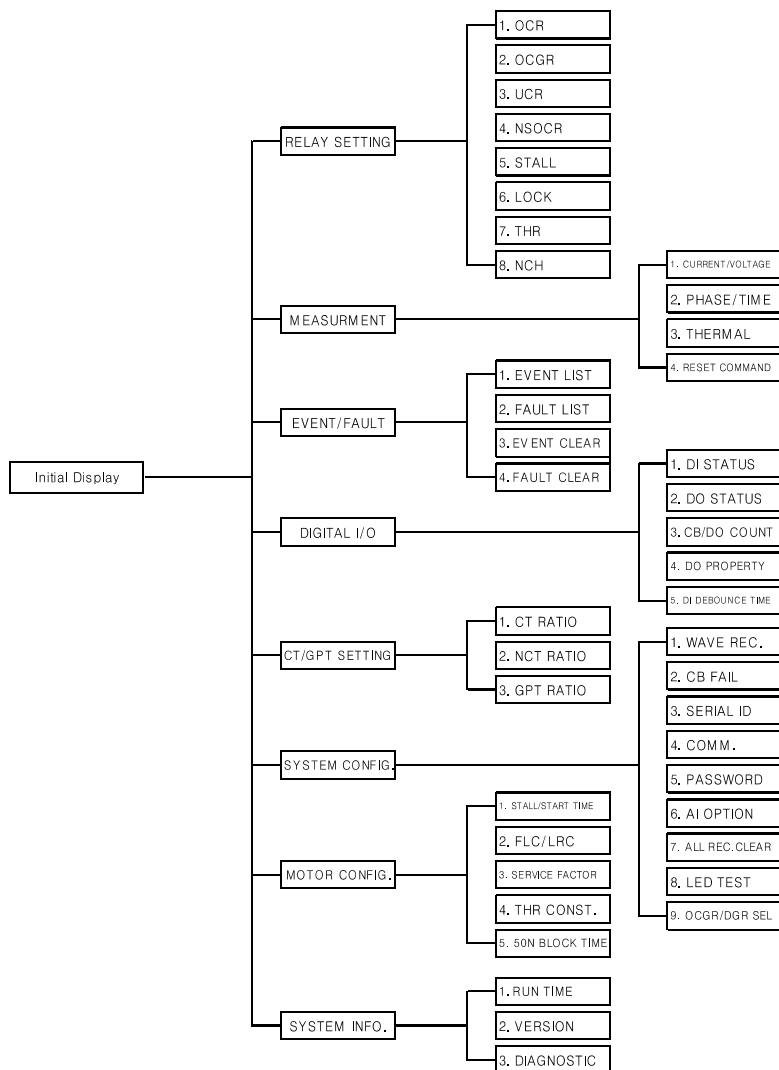 Initial Display
RELAY SETTING
1. OCR
2. OCGR
3. UCR
4. NSOCR
5. STALL
6. LOCK
7. THR
8. NCH
MEASURMENT
1. CURRENT/VOLTAGE
2. PHASE/TIME
3. THERMAL
4. RESET COMMAND
EVENT/FAULT
1. EVENT LIST
2. FAULT LIST
3. EVENT CLEAR
4. FAULT CLEAR
DIGITAL I/O
1. DI STATUS
2. DO STATUS
3. CB/DO COUNT
4. DO PROPERTY
5. DI DEBOUNCE TIME
CT/GPT SETTING
1. CT RATIO
2. NCT RATIO
3. GPT RATIO
SYSTEM CONFIG.
1. WAVE REC.
2. CB FAIL
3. SERIAL ID
4. COMM.
5. PASSWORD
6. AI OPTION
7. ALL REC.CLEAR
8. LED TEST
9. OCGR/DGR SEL
MOTOR CONFIG.
1. STALL/START TIME
2. FLC/LRC
3. SERVICE FACTOR
4. THR CONST.
5. 50N BLOCK TIME
SYSTEM INFO.
1. RUN TIME
2. VERSION
3. DIAGNOSTIC